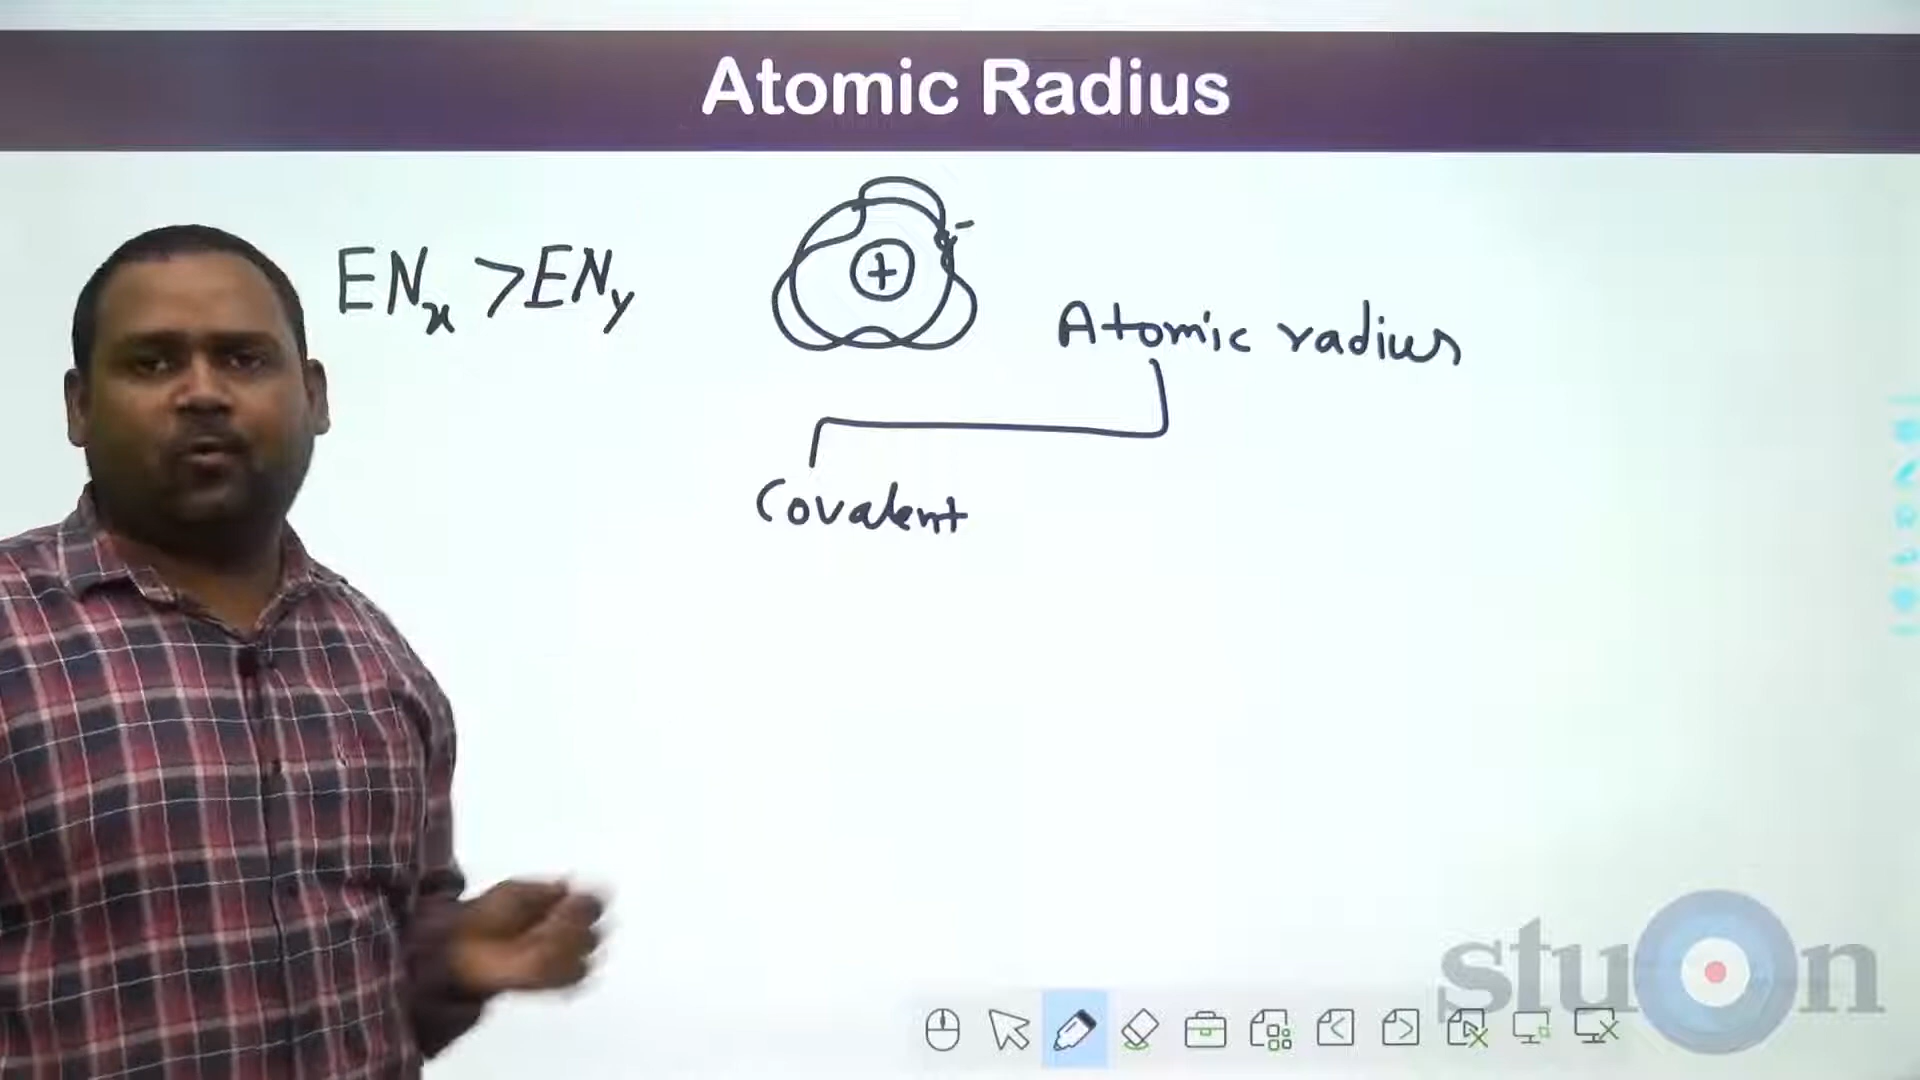 Atomic Radius
ENx > ENy
+
e-
Atomic radius
Covalent
stuOn